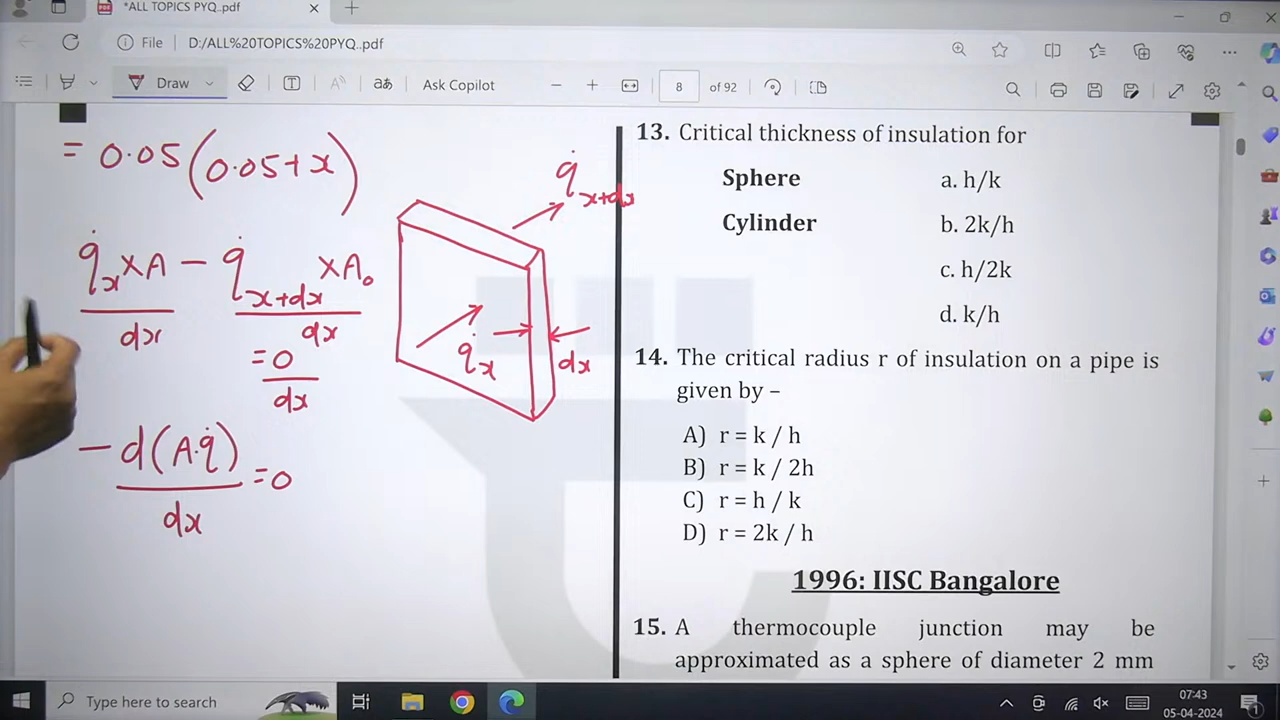 *ALL TOPICS PYQ..pdf
File D:/ALL%20TOPICS%20PYQ..pdf
Draw aあ Ask Copilot 8 of 92
= 0.05(0.05+x)
q̇x×A − q̇x+dx×A₀
dx dx
=0
dx
−d(A·q̇)
=0
dx
q̇x+dx
q̇x
dx
13. Critical thickness of insulation for
Sphere a. h/k
Cylinder b. 2k/h
c. h/2k
d. k/h
14. The critical radius r of insulation on a pipe is
given by –
A) r = k / h
B) r = k / 2h
C) r = h / k
D) r = 2k / h
1996: IISC Bangalore
15. A thermocouple junction may be
approximated as a sphere of diameter 2 mm
Type here to search
07:43
05-04-2024